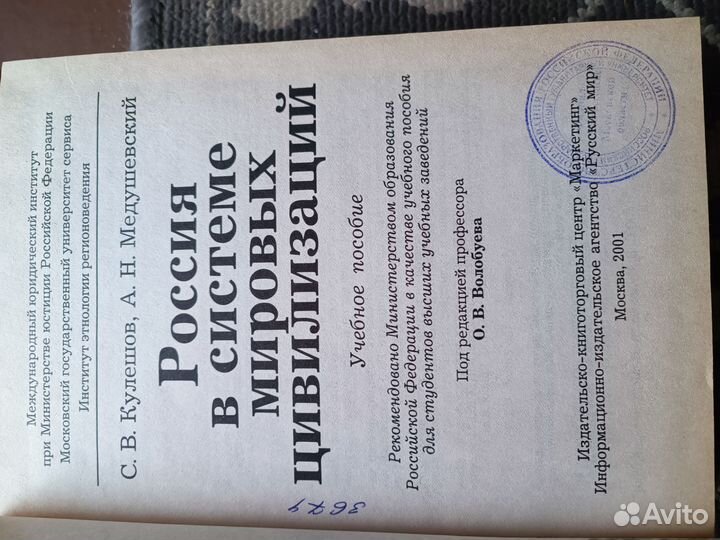 Международный юридический институт
при Министерстве юстиции Российской Федерации
Московский государственный университет сервиса
Институт этнологии регионоведения
С. В. Кулешов, А. Н. Медушевский
Россия
в системе
мировых
цивилизаций
Учебное пособие
Рекомендовано Министерством образования
Российской Федерации в качестве учебного пособия
для студентов высших учебных заведений
Под редакцией профессора
О. В. Волобуева
Издательско-книготорговый центр «Маркетинг»
Информационно-издательское агентство «Русский мир»
Москва, 2001
3679
Avito